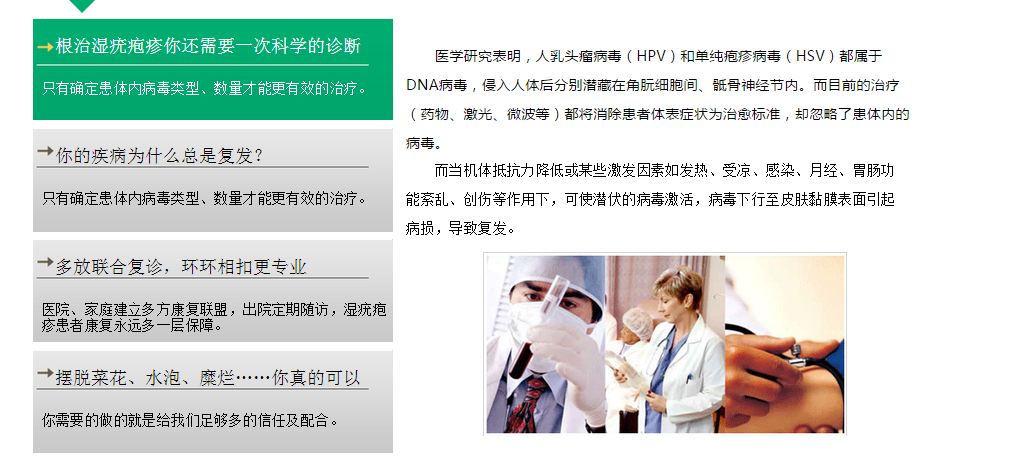 根治湿疣疱疹你还需要一次科学的诊断
只有确定患体内病毒类型、数量才能更有效的治疗。
你的疾病为什么总是复发？
只有确定患体内病毒类型、数量才能更有效的治疗。
多放联合复诊，环环相扣更专业
医院、家庭建立多方康复联盟，出院定期随访，湿疣疱
疹患者康复永远多一层保障。
摆脱菜花、水泡、糜烂……你真的可以
你需要的做的就是给我们足够多的信任及配合。
医学研究表明，人乳头瘤病毒（HPV）和单纯疱疹病毒（HSV）都属于
DNA病毒，侵入人体后分别潜藏在角朊细胞间、骶骨神经节内。而目前的治疗
（药物、激光、微波等）都将消除患者体表症状为治愈标准，却忽略了患体内的
病毒。
而当机体抵抗力降低或某些激发因素如发热、受凉、感染、月经、胃肠功
能紊乱、创伤等作用下，可使潜伏的病毒激活，病毒下行至皮肤黏膜表面引起
病损，导致复发。